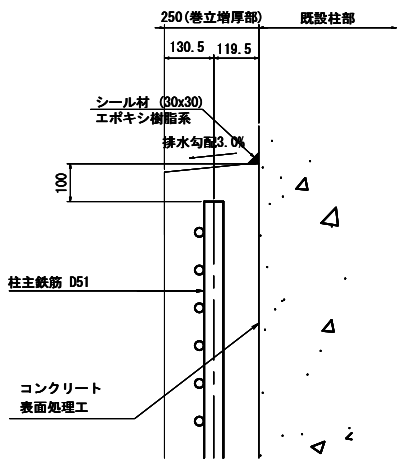 250(巻立増厚部)
既設柱部
130.5
119.5
シール材 (30x30)
エポキシ樹脂系
排水勾配3.0%
100
柱主鉄筋 D51
コンクリート
表面処理工